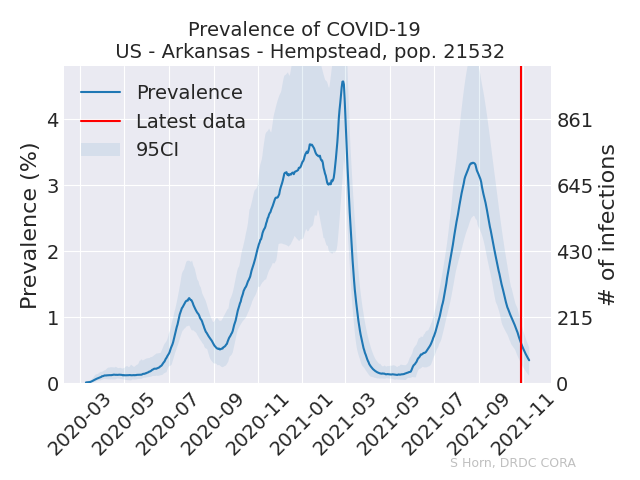 Prevalence of COVID-19
US - Arkansas - Hempstead, pop. 21532
Prevalence
Latest data
95CI
Prevalence (%)
4
3
2
1
0
861
645
430
215
0
# of infections
2020-03
2020-05
2020-07
2020-09
2020-11
2021-01
2021-03
2021-05
2021-07
2021-09
2021-11
S Horn, DRDC CORA